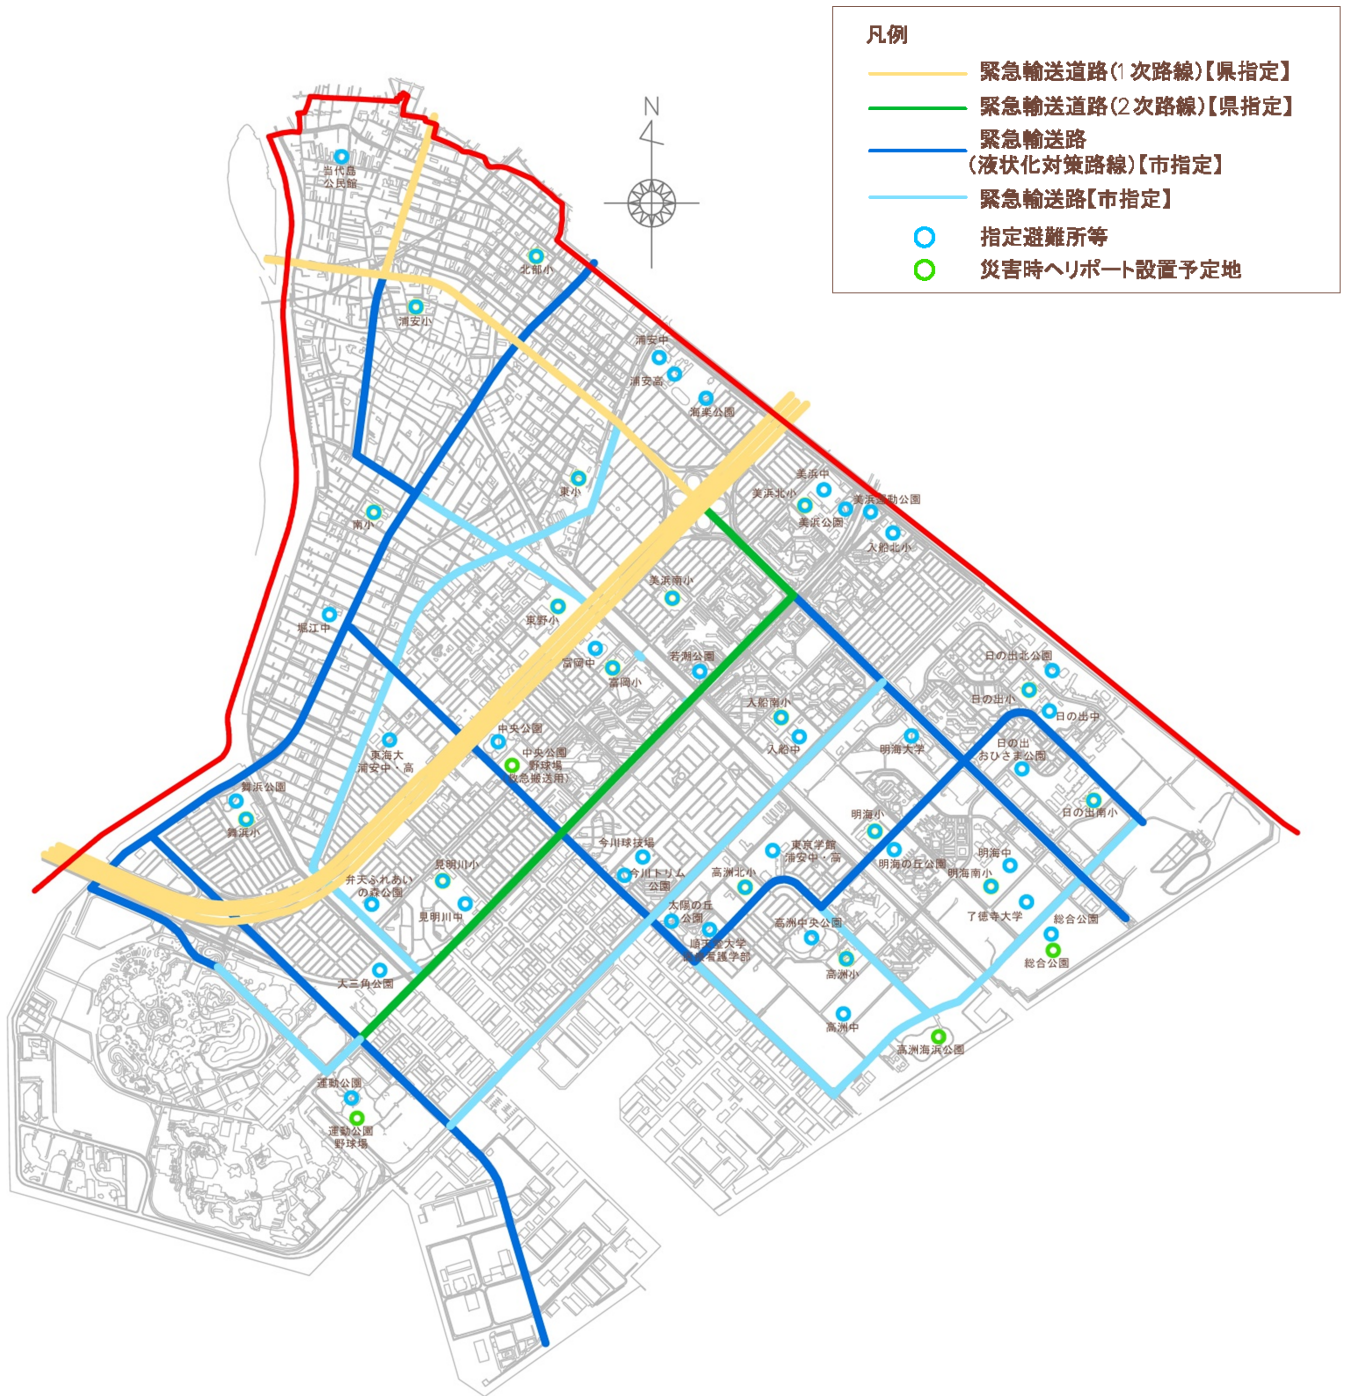 凡例
緊急輸送道路(1次路線)【県指定】
緊急輸送道路(2次路線)【県指定】
緊急輸送路
(液状化対策路線)【市指定】
緊急輸送路【市指定】
指定避難所等
災害時ヘリポート設置予定地
N
当代島
公民館
北部小
浦安小
浦安中
浦安高
海楽公園
東小
南小
美浜中
美浜北小
美浜運動公園
美浜公園
入船北小
美浜南小
東野小
堀江中
富岡中
富岡小
若潮公園
日の出北公園
日の出小
日の出中
入船南小
入船中
明海大学
日の出
おひさま公園
中央公園
中央公園
野球場
(救急搬送用)
東海大
浦安中・高
舞浜公園
舞浜小
日の出南小
明海小
明海の丘公園
今川球技場
今川トリム
公園
東京学館
浦安中・高
高洲北小
明海中
明海南小
了徳寺大学
見明川小
見明川中
弁天ふれあい
の森公園
太陽の丘
公園
順天堂大学
高洲中央公園
総合公園
総合公園
大三角公園
高洲小
高洲中
高洲海浜公園
運動公園
運動公園
野球場